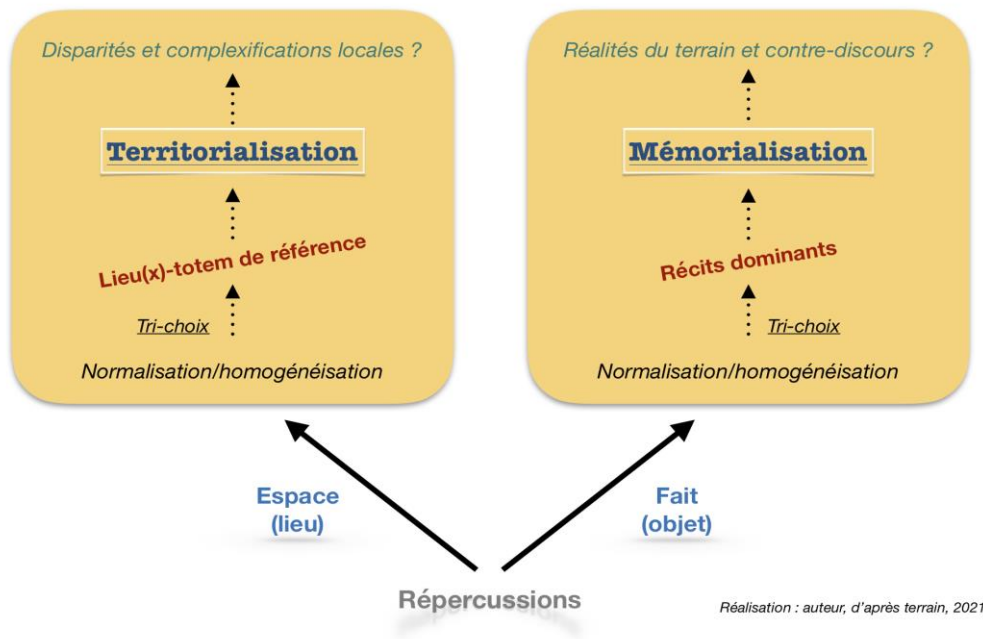 Disparités et complexifications locales ?
Territorialisation
Lieu(x)-totem de référence
Tri-choix
Normalisation/homogénéisation
Réalités du terrain et contre-discours ?
Mémorialisation
Récits dominants
Tri-choix
Normalisation/homogénéisation
Espace
(lieu)
Fait
(objet)
Répercussions
Réalisation : auteur, d'après terrain, 2021